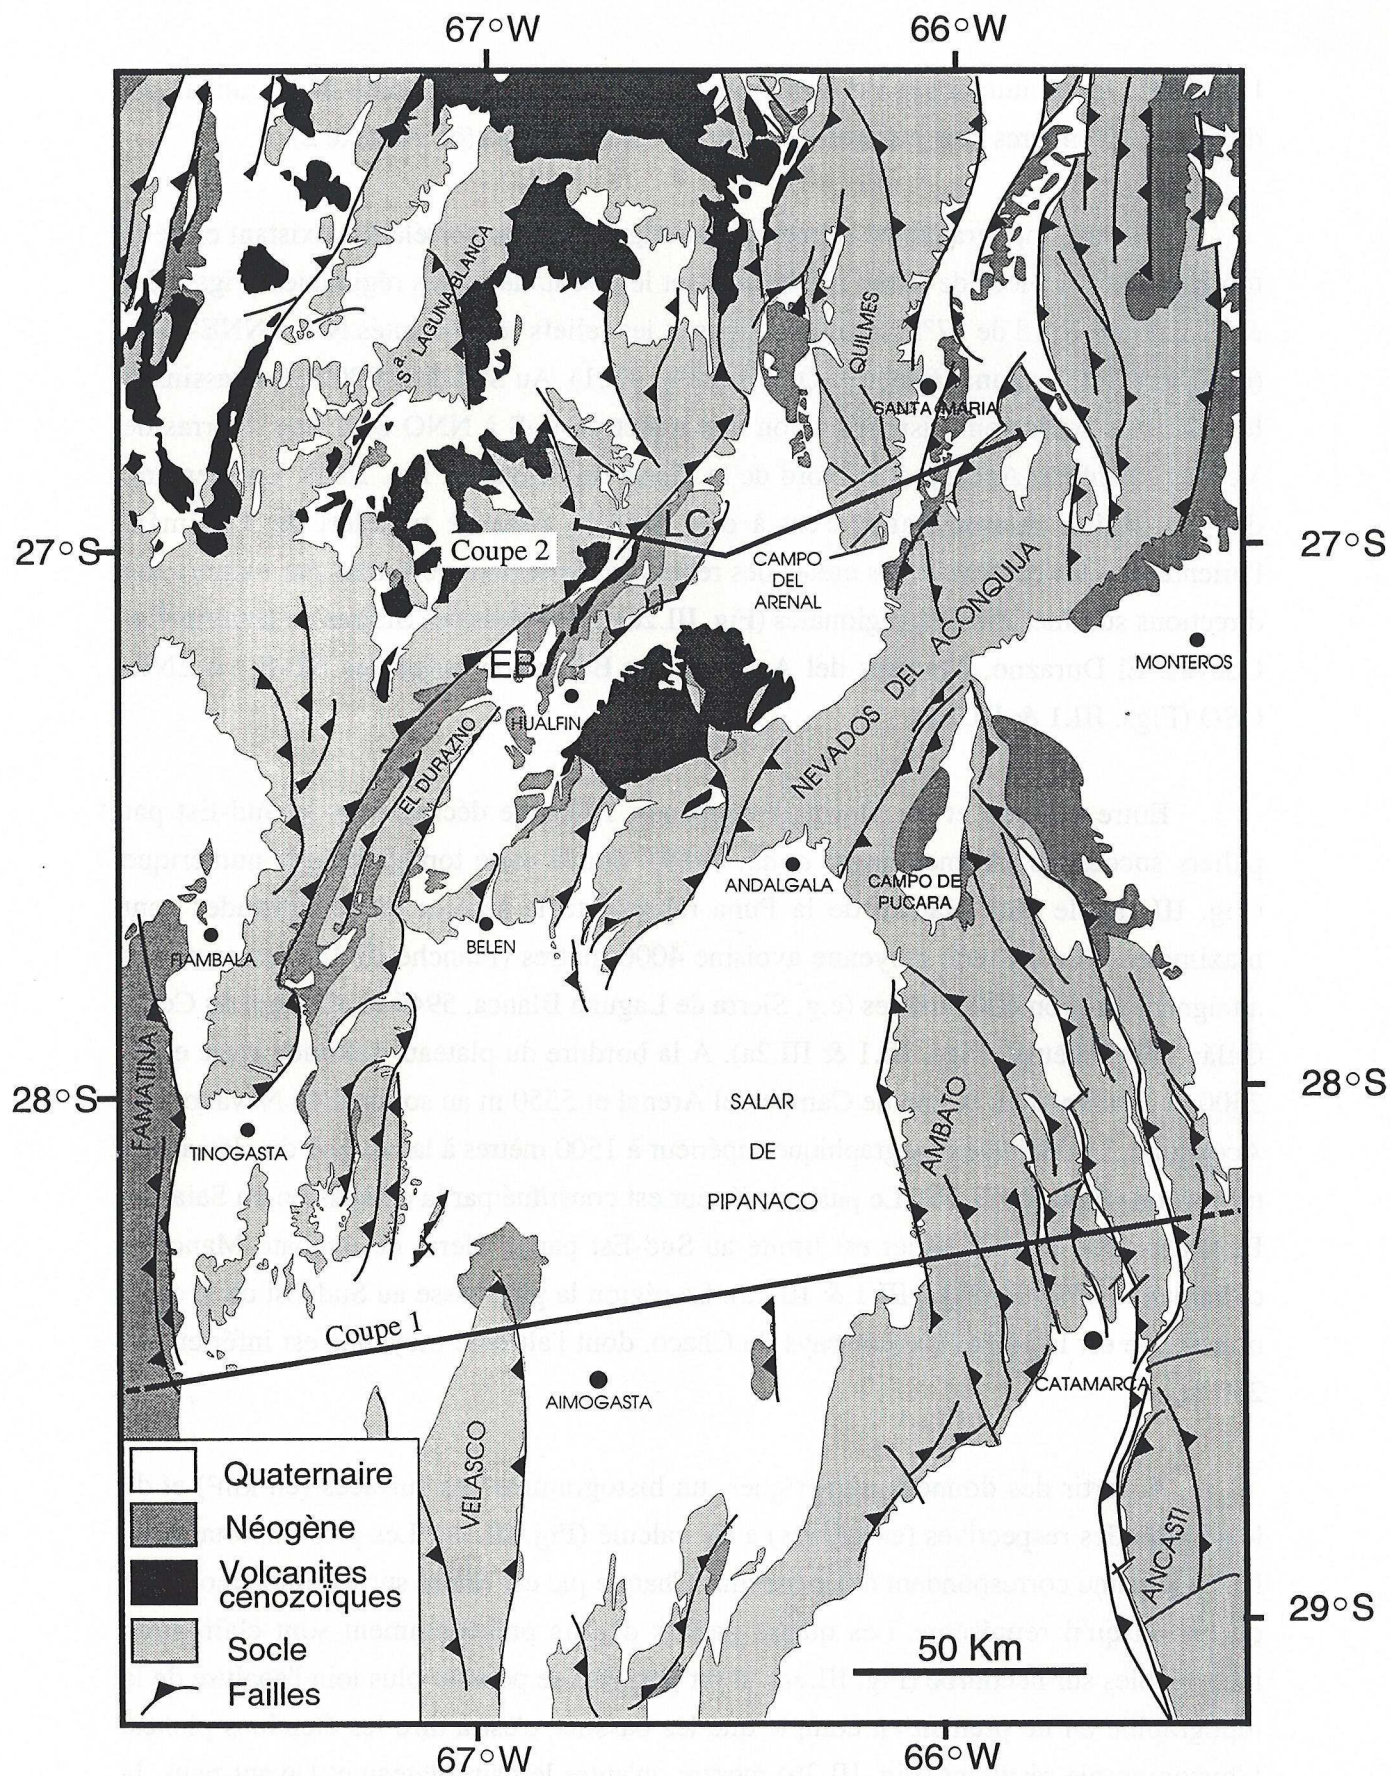 67°W
66°W
Sª. LAGUNA BLANCA
QUILMES
SANTA MARIA
LC
27°S
Coupe 2
27°S
CAMPO
DEL
ARENAL
MONTEROS
EB
HUALFIN
NEVADOS DEL ACONQUIJA
EL DURAZNO
ANDALGALA
CAMPO DE
PUCARA
BELEN
FIAMBALA
FAMATINA
28°S
28°S
SALAR
DE
PIPANACO
AMBATO
TINOGASTA
Coupe 1
CATAMARCA
AIMOGASTA
VELASCO
ANCASTI
Quaternaire
Néogène
Volcanites
cénozoïques
Socle
Failles
29°S
50 Km
67°W
66°W